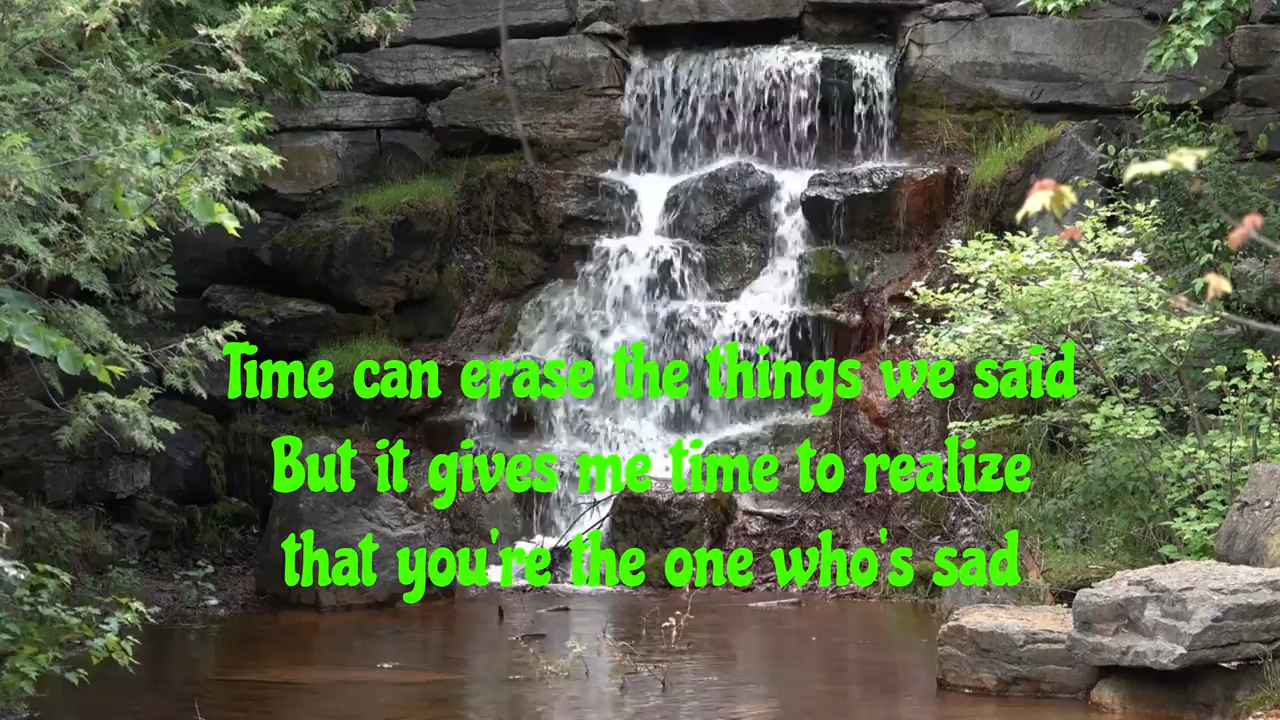 Time can erase the things we said
But it gives me time to realize
that you're the one who's sad